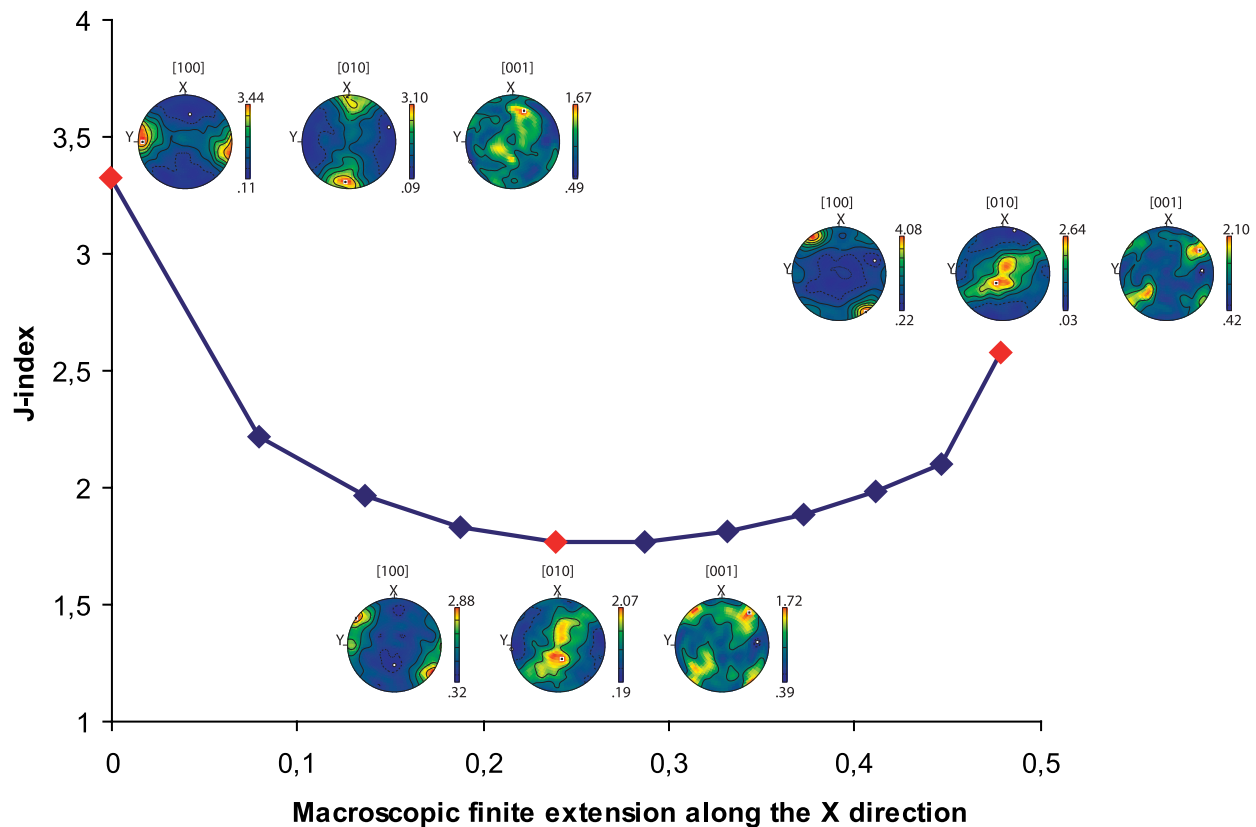 4
3,5
3
2,5
2
1,5
1
J-index
0
0,1
0,2
0,3
0,4
0,5
Macroscopic finite extension along the X direction
[100]
X
Y
3.44
.11
[010]
X
Y
3.10
.09
[001]
X
Y
1.67
.49
[100]
X
Y
4.08
.22
[010]
X
Y
2.64
.03
[001]
X
Y
2.10
.42
[100]
X
Y
2.88
.32
[010]
X
Y
2.07
.19
[001]
X
Y
1.72
.39